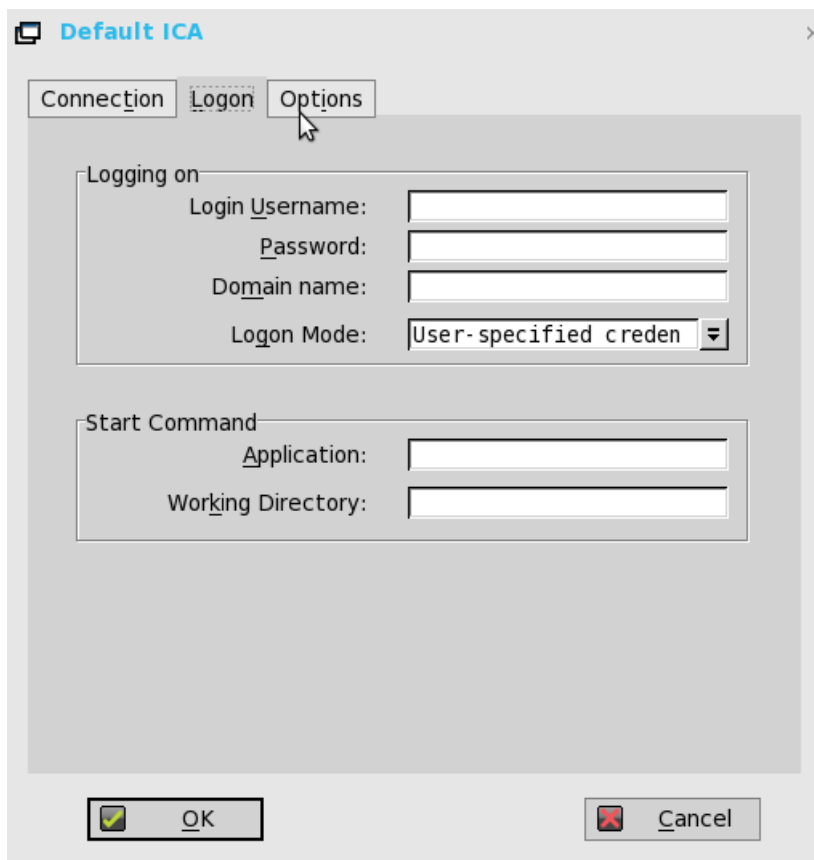 Default ICA
Connection Logon Options
Logging on
Login Username:
Password:
Domain name:
Logon Mode: User-specified creden
Start Command
Application:
Working Directory:
OK Cancel